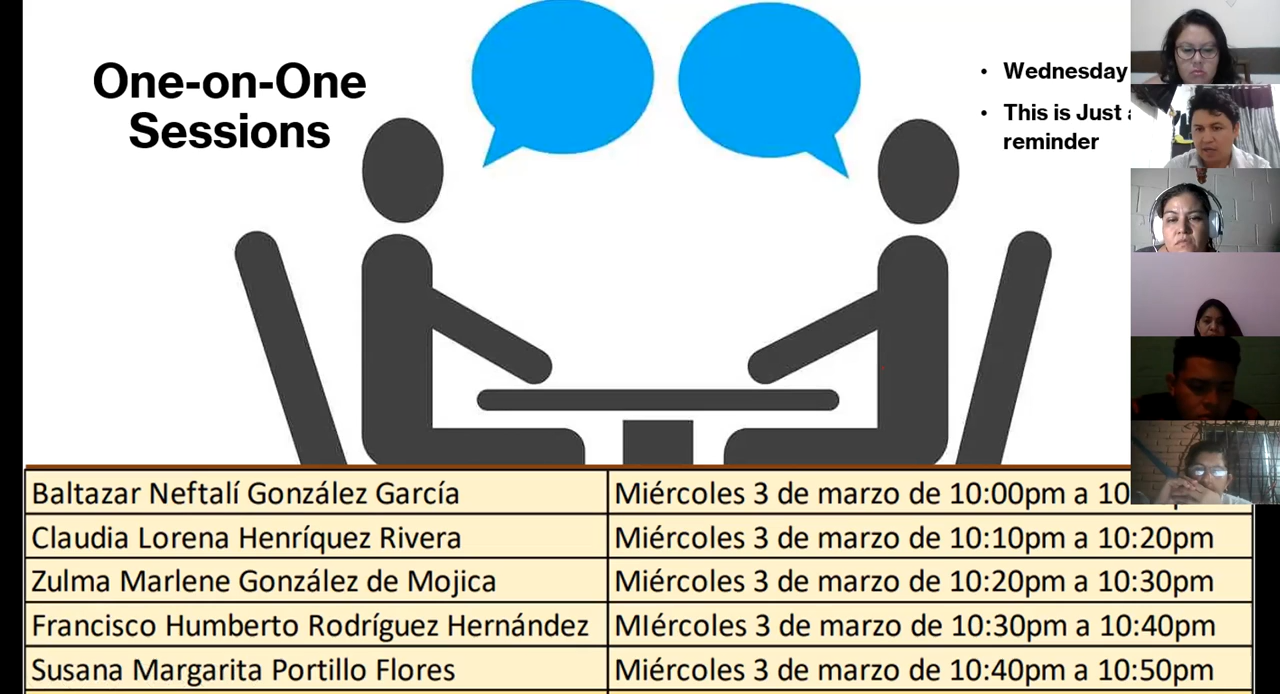 One-on-One
Sessions
• Wednesday
• This is Just
reminder
Baltazar Neftalí González García Miércoles 3 de marzo de 10:00pm a 10
Claudia Lorena Henríquez Rivera Miércoles 3 de marzo de 10:10pm a 10:20pm
Zulma Marlene González de Mojica Miércoles 3 de marzo de 10:20pm a 10:30pm
Francisco Humberto Rodríguez Hernández MIércoles 3 de marzo de 10:30pm a 10:40pm
Susana Margarita Portillo Flores Miércoles 3 de marzo de 10:40pm a 10:50pm